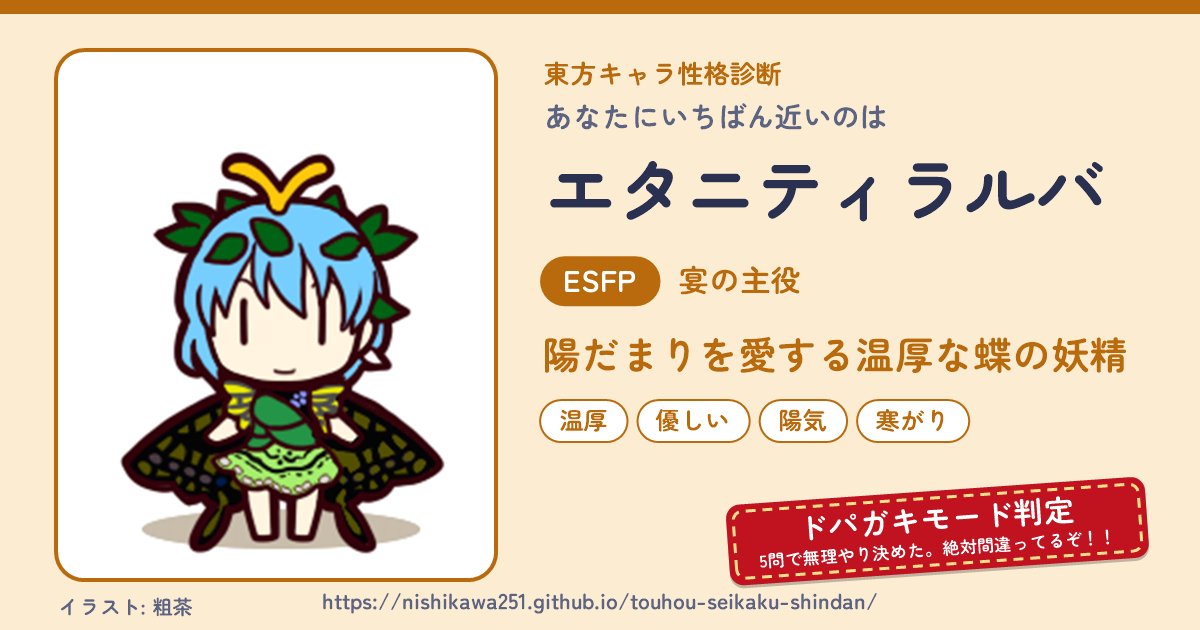 東方キャラ性格診断
あなたにいちばん近いのは
エタニティラルバ
ESFP 宴の主役
陽だまりを愛する温厚な蝶の妖精
温厚 優しい 陽気 寒がり
ドパガキモード判定
5問で無理やり決めた。絶対間違ってるぞ！！
イラスト: 粗茶
https://nishikawa251.github.io/touhou-seikaku-shindan/